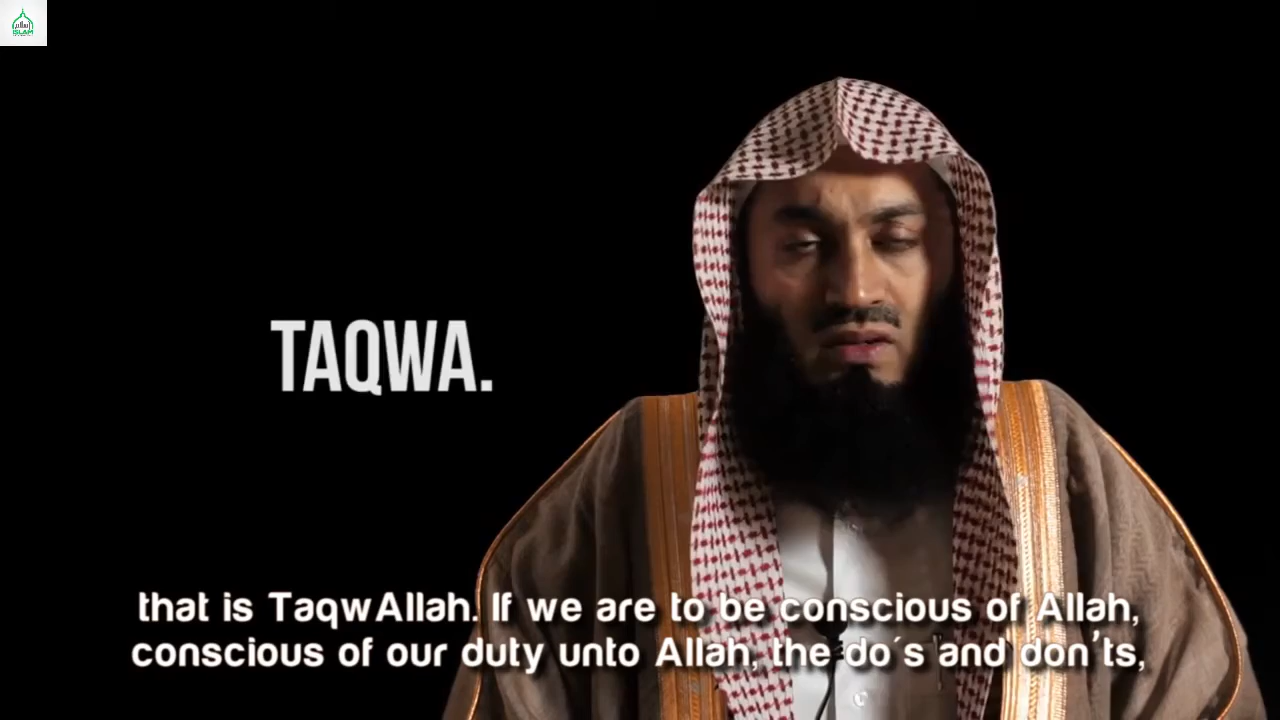 ISLAM
TAQWA.
that is TaqwAllah. If we are to be conscious of Allah,
conscious of our duty unto Allah, the do´s and don´ts,